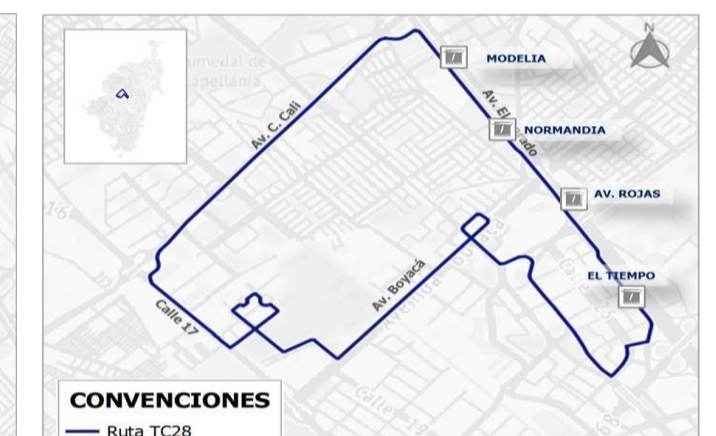 N
MODELIA
Av. C. Cali
NORMANDIA
AV. ROJAS
Av. Boyacá
EL TIEMPO
Calle 17
CONVENCIONES
Ruta TC28